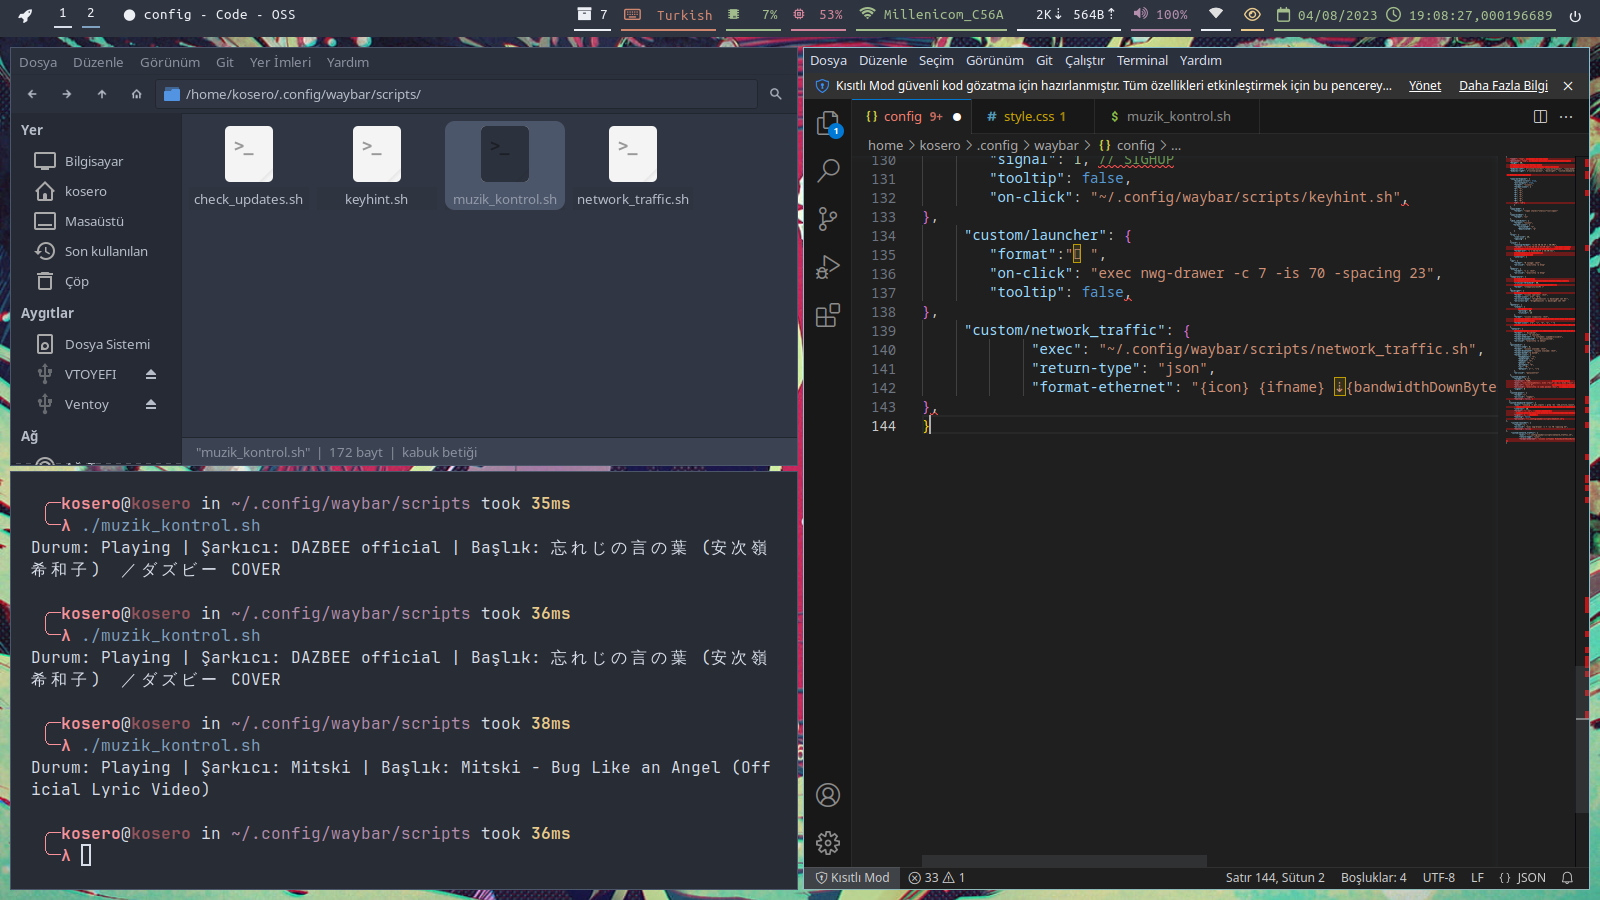 1 2 config - Code - OSS 7 Turkish 7% 53% Millenicom_C56A 2K⇣ 564B⇡ 100% 04/08/2023 19:08:27,000196689
Dosya Düzenle Görünüm Git Yer İmleri Yardım
/home/kosero/.config/waybar/scripts/
Yer
Bilgisayar
kosero
Masaüstü
Son kullanılan
Çöp
Aygıtlar
Dosya Sistemi
VTOYEFI
Ventoy
Ağ
check_updates.sh keyhint.sh muzik_kontrol.sh network_traffic.sh
"muzik_kontrol.sh" | 172 bayt | kabuk betiği
kosero@kosero in ~/.config/waybar/scripts took 35ms
λ ./muzik_kontrol.sh
Durum: Playing | Şarkıcı: DAZBEE official | Başlık: 忘れじの言の葉 (安次嶺
希和子) ／ダズビー COVER
kosero@kosero in ~/.config/waybar/scripts took 36ms
λ ./muzik_kontrol.sh
Durum: Playing | Şarkıcı: DAZBEE official | Başlık: 忘れじの言の葉 (安次嶺
希和子) ／ダズビー COVER
kosero@kosero in ~/.config/waybar/scripts took 38ms
λ ./muzik_kontrol.sh
Durum: Playing | Şarkıcı: Mitski | Başlık: Mitski - Bug Like an Angel (Off
icial Lyric Video)
kosero@kosero in ~/.config/waybar/scripts took 36ms
λ
Dosya Düzenle Seçim Görünüm Git Çalıştır Terminal Yardım
Kısıtlı Mod güvenli kod gözatma için hazırlanmıştır. Tüm özellikleri etkinleştirmek için bu pencerey... Yönet Daha Fazla Bilgi
1
{} config 9+ # style.css 1 $ muzik_kontrol.sh
home > kosero > .config > waybar > {} config > ...
130 "signal": 1, // SIGHUP
131 "tooltip": false,
132 "on-click": "~/.config/waybar/scripts/keyhint.sh",
133 },
134 "custom/launcher": {
135 "format":" ",
136 "on-click": "exec nwg-drawer -c 7 -is 70 -spacing 23",
137 "tooltip": false,
138 },
139 "custom/network_traffic": {
140 "exec": "~/.config/waybar/scripts/network_traffic.sh",
141 "return-type": "json",
142 "format-ethernet": "{icon} {ifname} ⇣{bandwidthDownByte
143 },
144 }
Kısıtlı Mod 33 1 Satır 144, Sütun 2 Boşluklar: 4 UTF-8 LF {} JSON